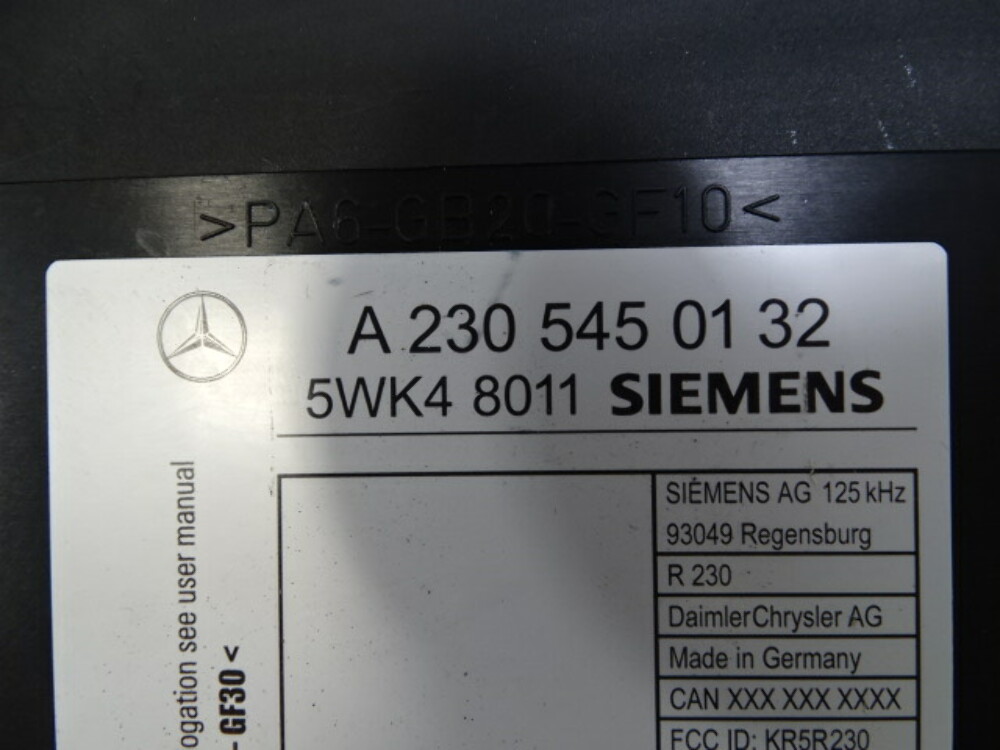 >PA6-GB20-GF10<
A 230 545 01 32
5WK4 8011 SIEMENS
SIEMENS AG 125 kHz
93049 Regensburg
R 230
DaimlerChrysler AG
Made in Germany
CAN XXX XXX XXXX
FCC ID: KR5R230
ogation see user manual
- GF30 <